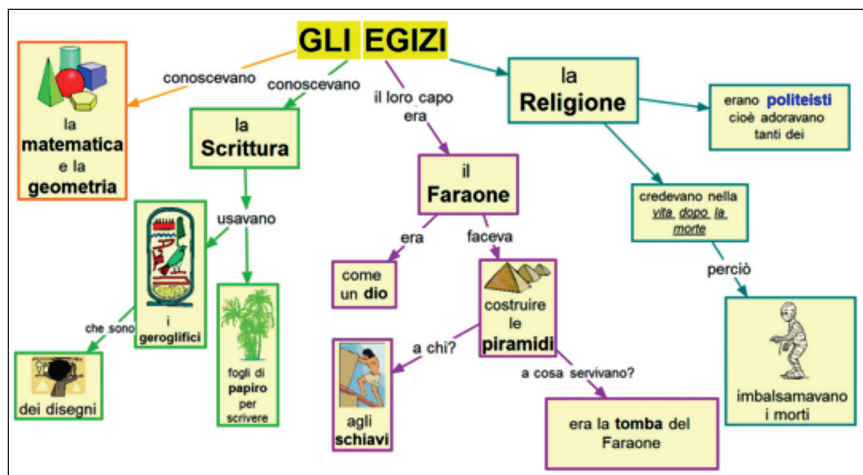 GLI EGIZI
conoscevano
la
matematica
e la
geometria
conoscevano
la
Scrittura
usavano
i
geroglifici
che sono
dei disegni
fogli di
papiro
per
scrivere
il loro capo
era
il
Faraone
era
come
un dio
faceva
costruire
le
piramidi
a chi?
agli
schiavi
a cosa servivano?
era la tomba del
Faraone
la
Religione
erano politeisti
cioè adoravano
tanti dei
credevano nella
vita dopo la
morte
perciò
imbalsamavano
i morti